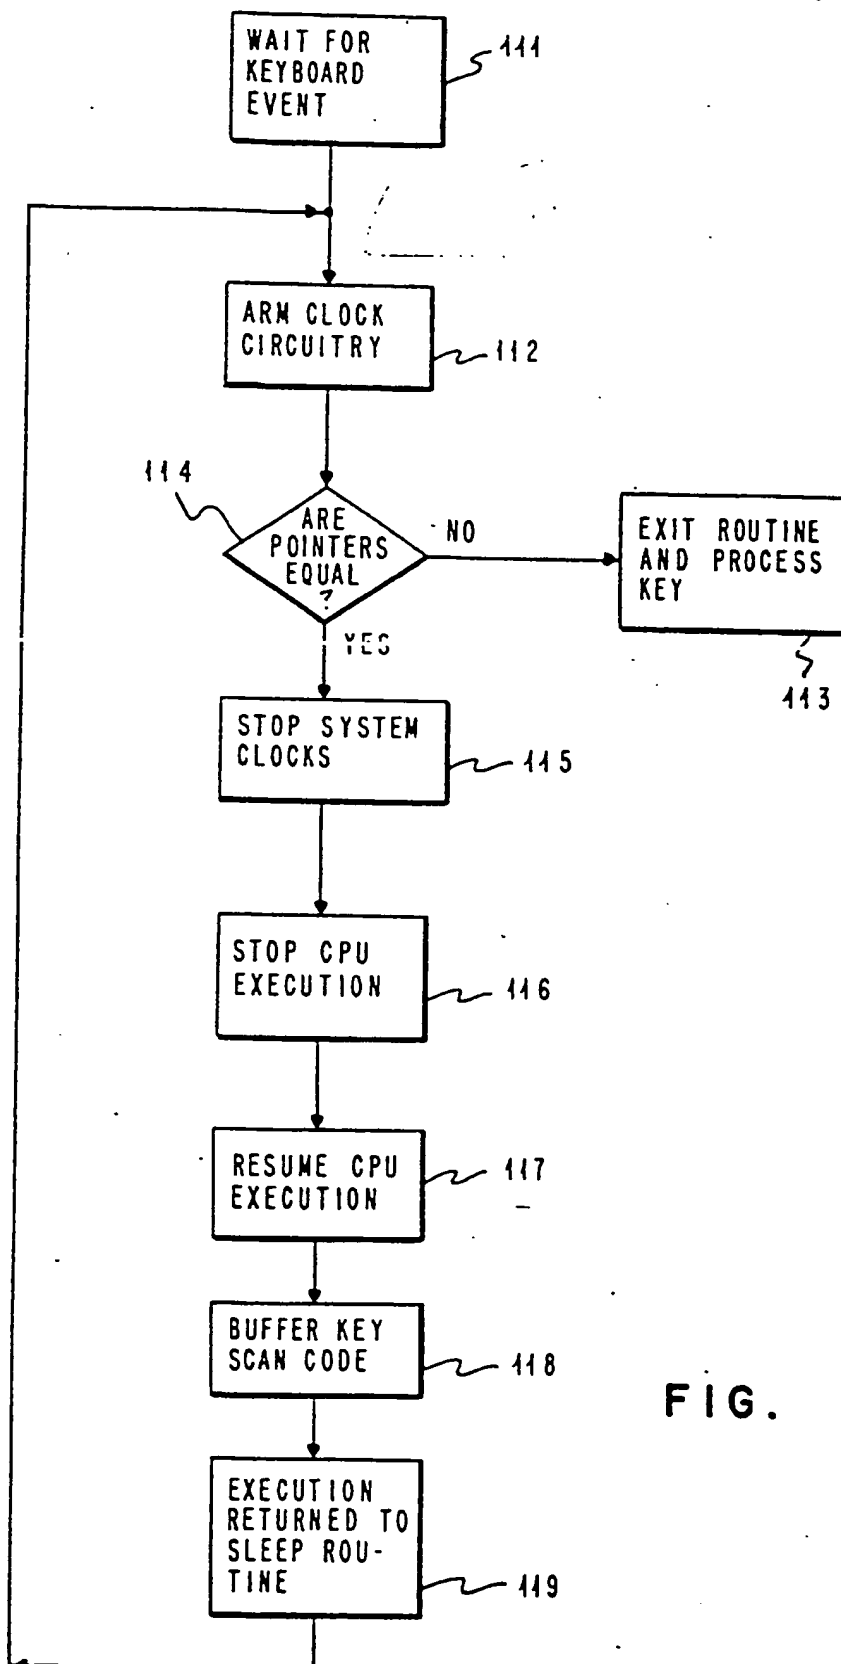 WAIT FOR
KEYBOARD
EVENT
111
ARM CLOCK
CIRCUITRY
112
114
ARE
POINTERS
EQUAL
?
NO
EXIT ROUTINE
AND PROCESS
KEY
113
YES
STOP SYSTEM
CLOCKS
115
STOP CPU
EXECUTION
116
RESUME CPU
EXECUTION
117
BUFFER KEY
SCAN CODE
118
FIG.
EXECUTION
RETURNED TO
SLEEP ROU-
TINE
119